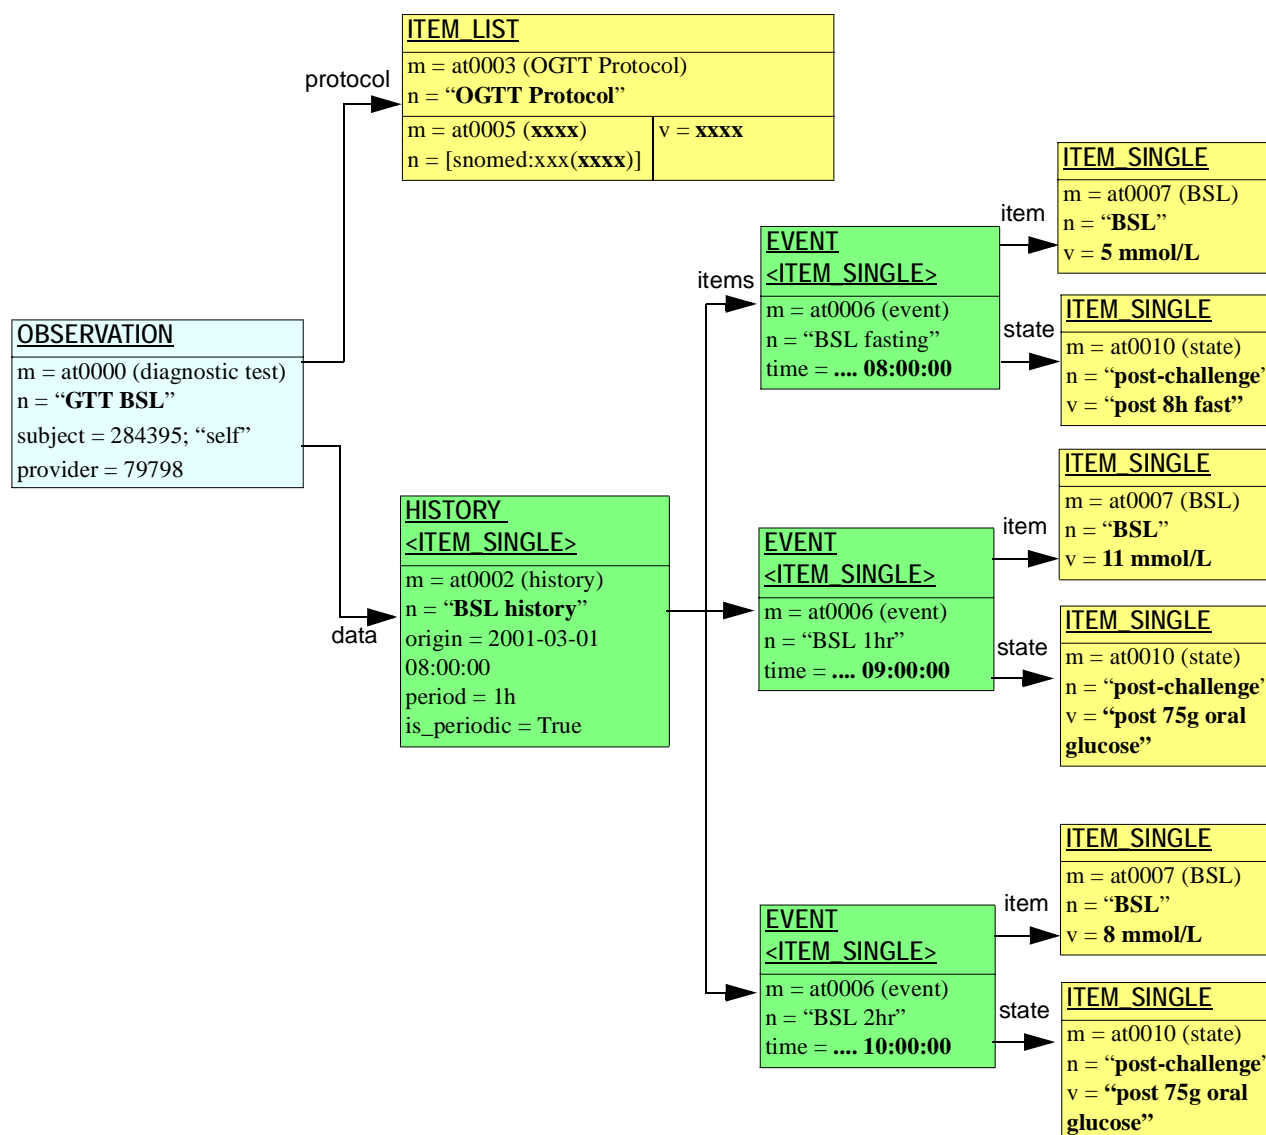 ITEM_LIST
m = at0003 (OGTT Protocol)
n = “OGTT Protocol”
m = at0005 (xxxx)
n = [snomed:xxx(xxxx)]
v = xxxx
protocol
OBSERVATION
m = at0000 (diagnostic test)
n = “GTT BSL”
subject = 284395; “self”
provider = 79798
data
HISTORY
<ITEM_SINGLE>
m = at0002 (history)
n = “BSL history”
origin = 2001-03-01
08:00:00
period = 1h
is_periodic = True
items
EVENT
<ITEM_SINGLE>
m = at0006 (event)
n = “BSL fasting”
time = .... 08:00:00
item
ITEM_SINGLE
m = at0007 (BSL)
n = “BSL”
v = 5 mmol/L
state
ITEM_SINGLE
m = at0010 (state)
n = “post-challenge”
v = “post 8h fast”
EVENT
<ITEM_SINGLE>
m = at0006 (event)
n = “BSL 1hr”
time = .... 09:00:00
item
ITEM_SINGLE
m = at0007 (BSL)
n = “BSL”
v = 11 mmol/L
state
ITEM_SINGLE
m = at0010 (state)
n = “post-challenge”
v = “post 75g oral
glucose”
EVENT
<ITEM_SINGLE>
m = at0006 (event)
n = “BSL 2hr”
time = .... 10:00:00
item
ITEM_SINGLE
m = at0007 (BSL)
n = “BSL”
v = 8 mmol/L
state
ITEM_SINGLE
m = at0010 (state)
n = “post-challenge”
v = “post 75g oral
glucose”